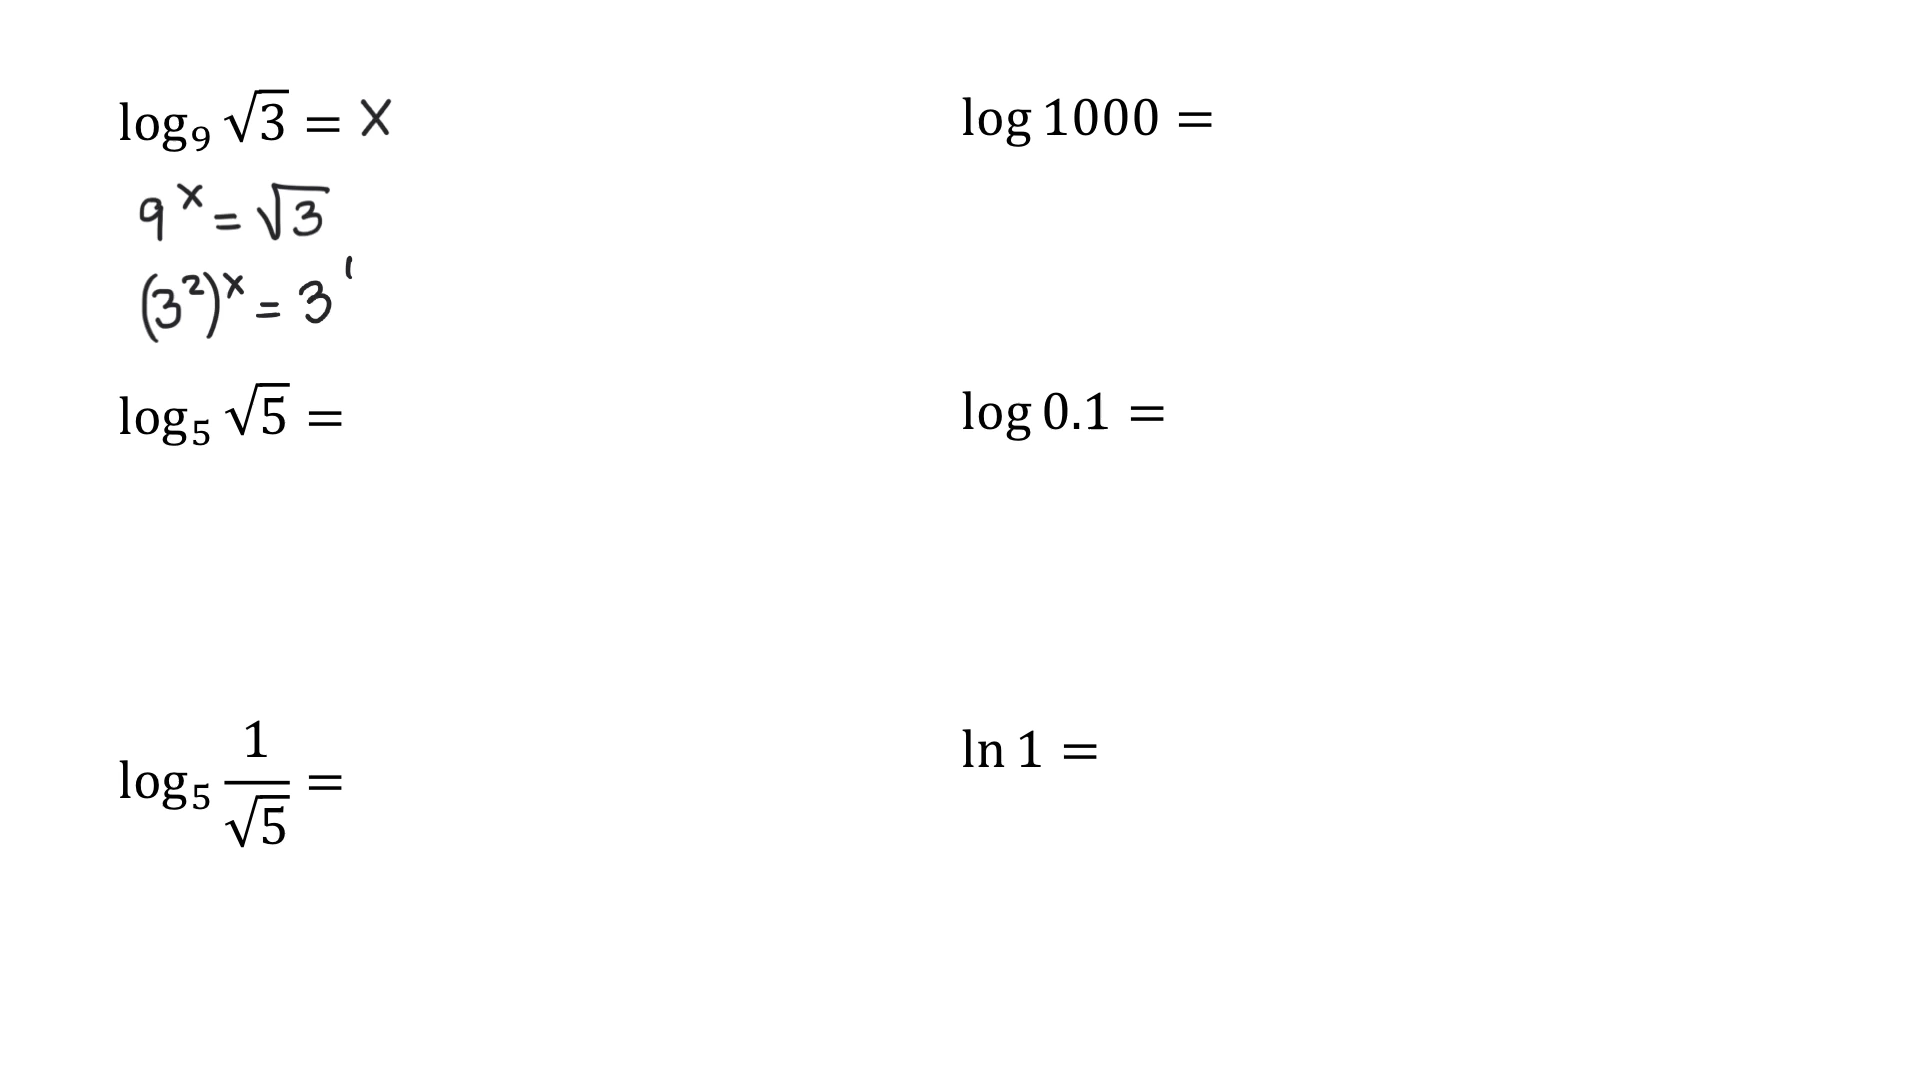 log₉ √3 = x
9ˣ = √3
(3²)ˣ = 3¹
log₅ √5 =
log₅ 1/√5 =
log 1000 =
log 0.1 =
ln 1 =